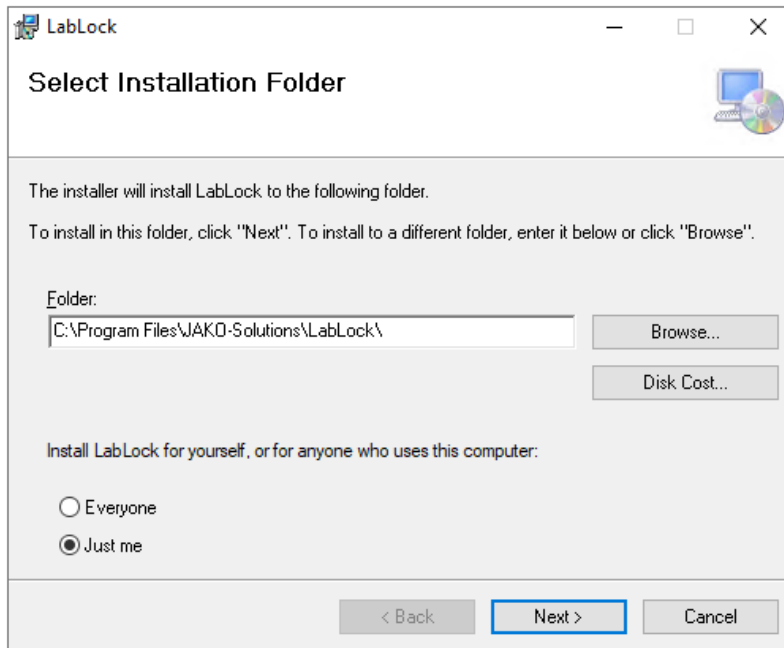 LabLock
Select Installation Folder
The installer will install LabLock to the following folder.
To install in this folder, click "Next". To install to a different folder, enter it below or click "Browse".
Folder:
C:\Program Files\JAKO-Solutions\LabLock\
Browse...
Disk Cost...
Install LabLock for yourself, or for anyone who uses this computer:
Everyone
Just me
< Back
Next >
Cancel